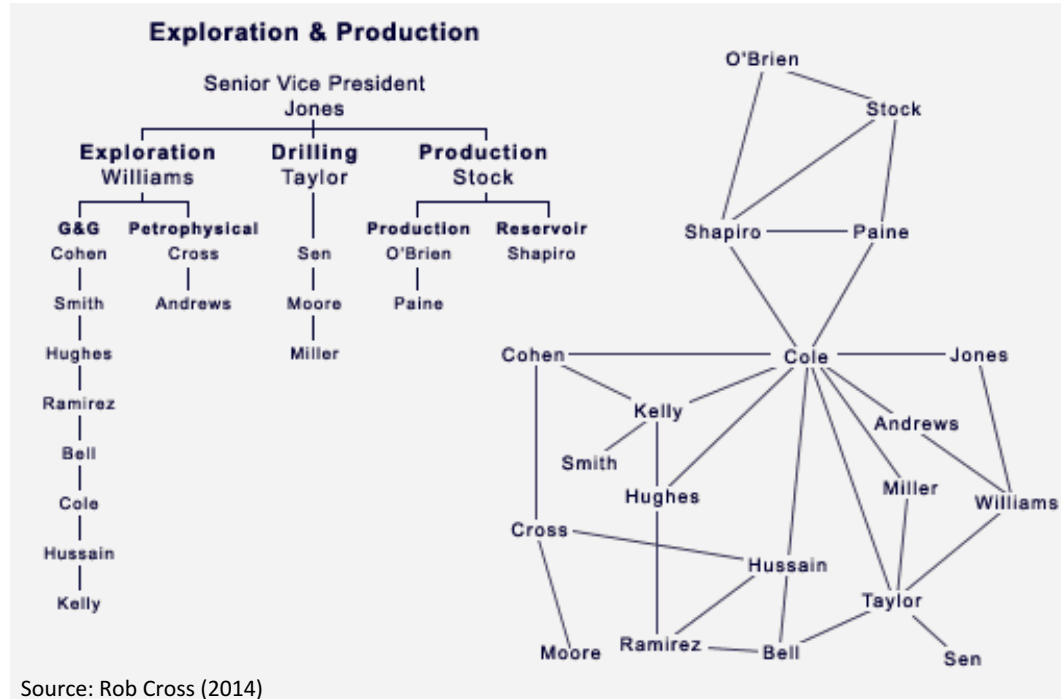 Exploration & Production
Senior Vice President
Jones
Exploration Drilling Production
Williams Taylor Stock
G&G Petrophysical Production Reservoir
Cohen Cross Sen O'Brien Shapiro
Smith Andrews Moore Paine
Hughes Miller
Ramirez
Bell
Cole
Hussain
Kelly
O'Brien
Stock
Shapiro Paine
Cohen Cole Jones
Kelly
Andrews
Smith
Miller
Hughes
Williams
Cross
Hussain
Taylor
Ramirez
Moore
Bell
Sen
Source: Rob Cross (2014)